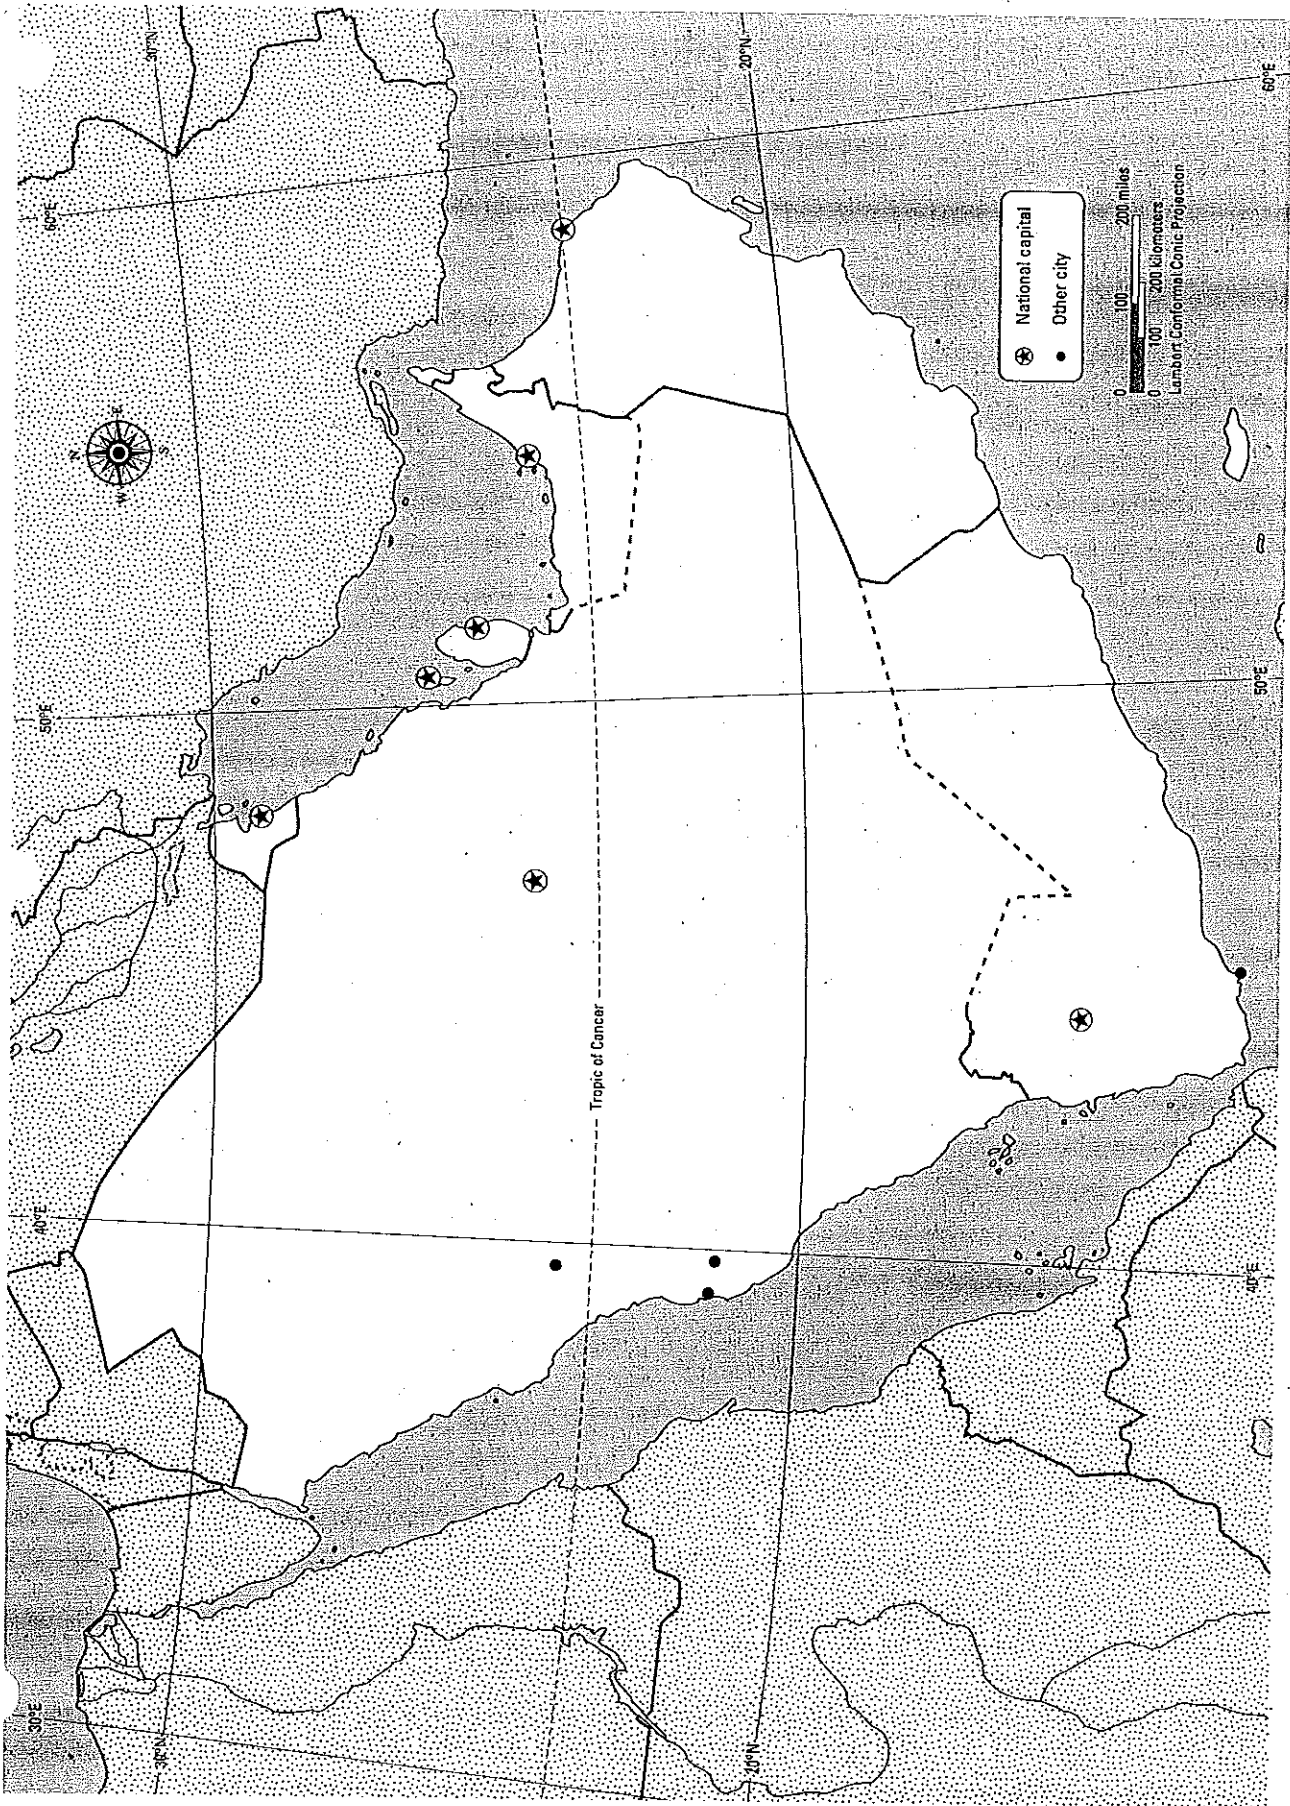 30°E
40°E
50°E
60°E
30°N
30°N
N
W
E
S
Tropic of Cancer
20°N
20°N
National capital
Other city
0 100 200 miles
0 100 200 kilometers
Lambert Conformal Conic Projection
40°E
50°E
60°E